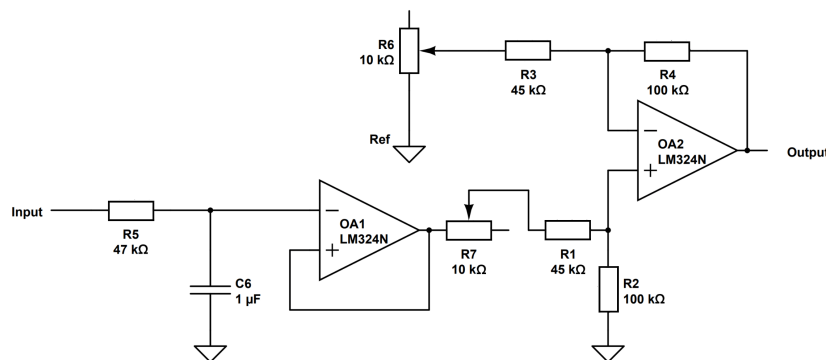 R6
10 kΩ
R3
45 kΩ
R4
100 kΩ
Ref
−
+
OA2
LM324N
Output
Input
R5
47 kΩ
−
+
OA1
LM324N
R7
10 kΩ
R1
45 kΩ
C6
1 µF
R2
100 kΩ